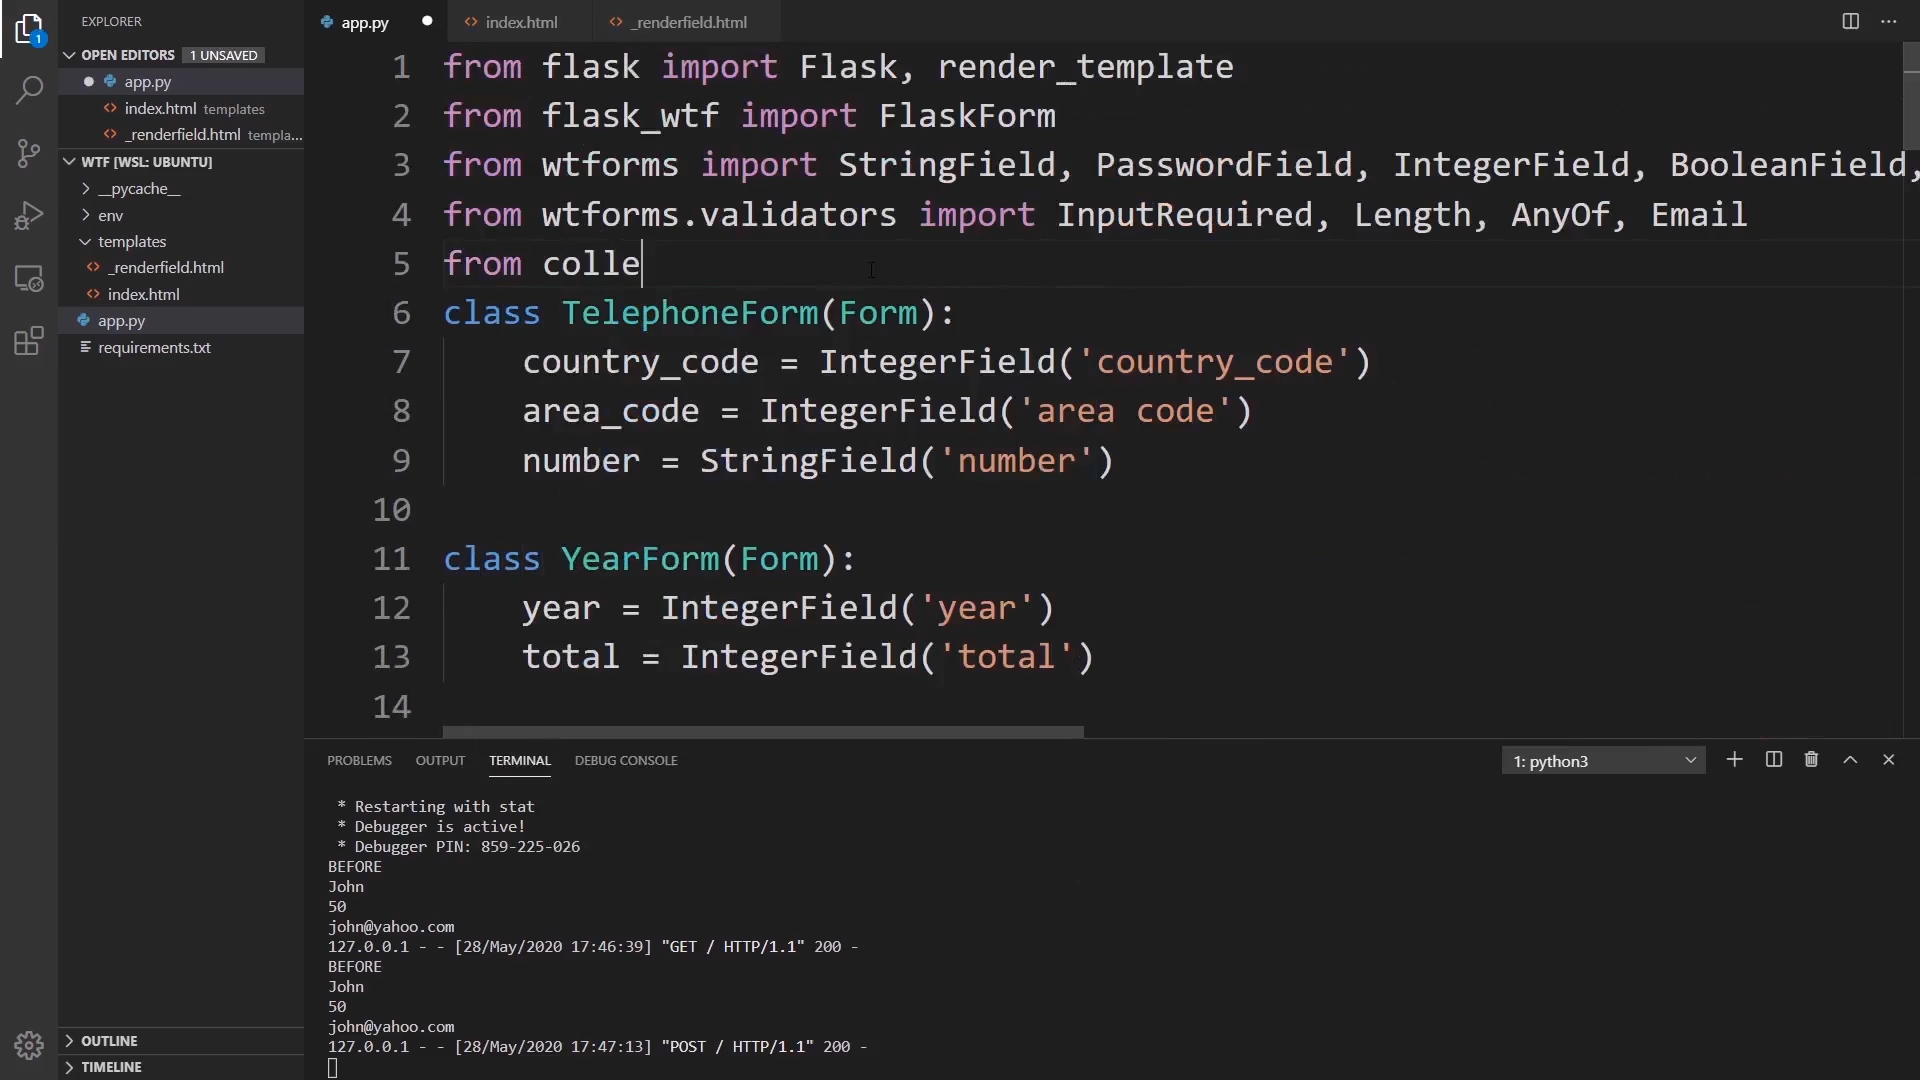 EXPLORER
OPEN EDITORS 1 UNSAVED
app.py
index.html templates
_renderfield.html templa...
WTF [WSL: UBUNTU]
__pycache__
env
templates
_renderfield.html
index.html
app.py
requirements.txt
OUTLINE
TIMELINE
1
app.py index.html _renderfield.html
1 from flask import Flask, render_template
2 from flask_wtf import FlaskForm
3 from wtforms import StringField, PasswordField, IntegerField, BooleanField,
4 from wtforms.validators import InputRequired, Length, AnyOf, Email
5 from colle
6 class TelephoneForm(Form):
7 country_code = IntegerField('country_code')
8 area_code = IntegerField('area code')
9 number = StringField('number')
10
11 class YearForm(Form):
12 year = IntegerField('year')
13 total = IntegerField('total')
14
PROBLEMS OUTPUT TERMINAL DEBUG CONSOLE 1: python3
* Restarting with stat
* Debugger is active!
* Debugger PIN: 859-225-026
BEFORE
John
50
john@yahoo.com
127.0.0.1 - - [28/May/2020 17:46:39] "GET / HTTP/1.1" 200 -
BEFORE
John
50
john@yahoo.com
127.0.0.1 - - [28/May/2020 17:47:13] "POST / HTTP/1.1" 200 -